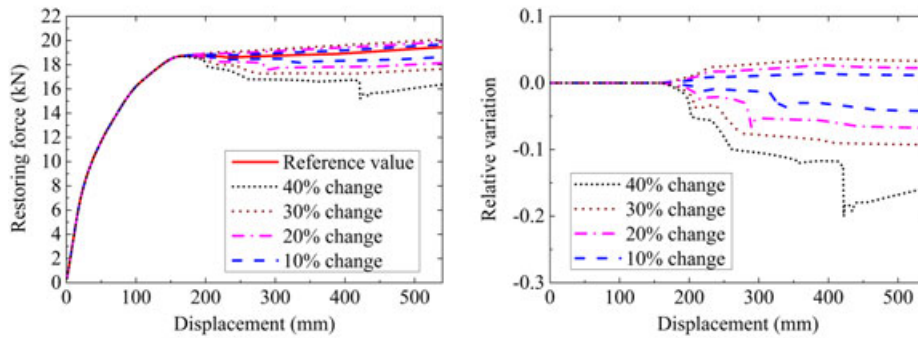 22
20
18
16
14
12
10
8
6
4
2
0
Restoring force (kN)
Reference value
40% change
30% change
20% change
10% change
0 100 200 300 400 500
Displacement (mm)
0.0
-0.1
-0.2
-0.3
Relative variation
40% change
30% change
20% change
10% change
0 100 200 300 400 500
Displacement (mm)